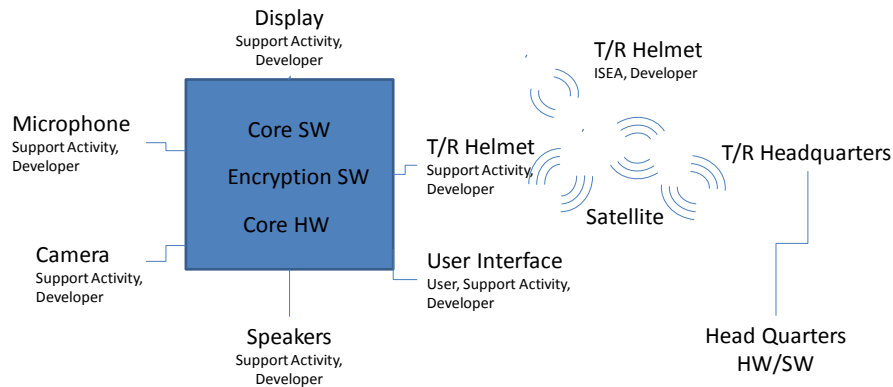 Display
Support Activity,
Developer
T/R Helmet
ISEA, Developer
Microphone
Support Activity,
Developer
Core SW
Encryption SW
Core HW
T/R Helmet
Support Activity,
Developer
T/R Headquarters
Satellite
Camera
Support Activity,
Developer
User Interface
User, Support Activity,
Developer
Speakers
Support Activity,
Developer
Head Quarters
HW/SW